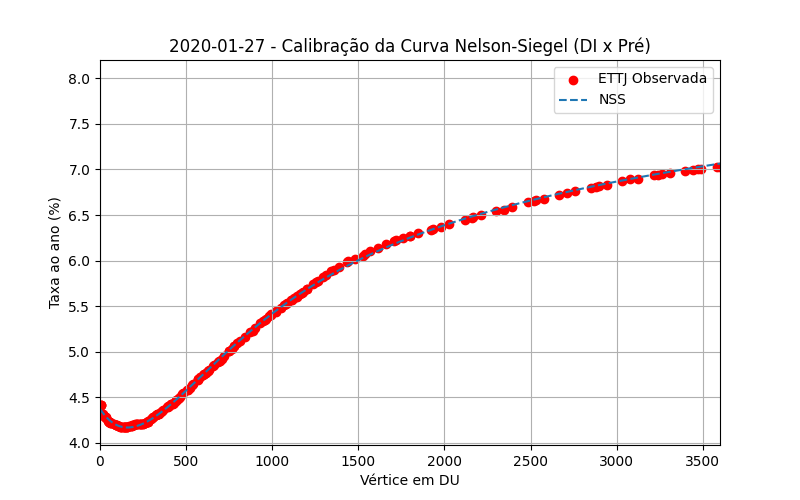 2020-01-27 - Calibração da Curva Nelson-Siegel (DI x Pré)
ETTJ Observada
NSS
Taxa ao ano (%)
8.0
7.5
7.0
6.5
6.0
5.5
5.0
4.5
4.0
0 500 1000 1500 2000 2500 3000 3500
Vértice em DU